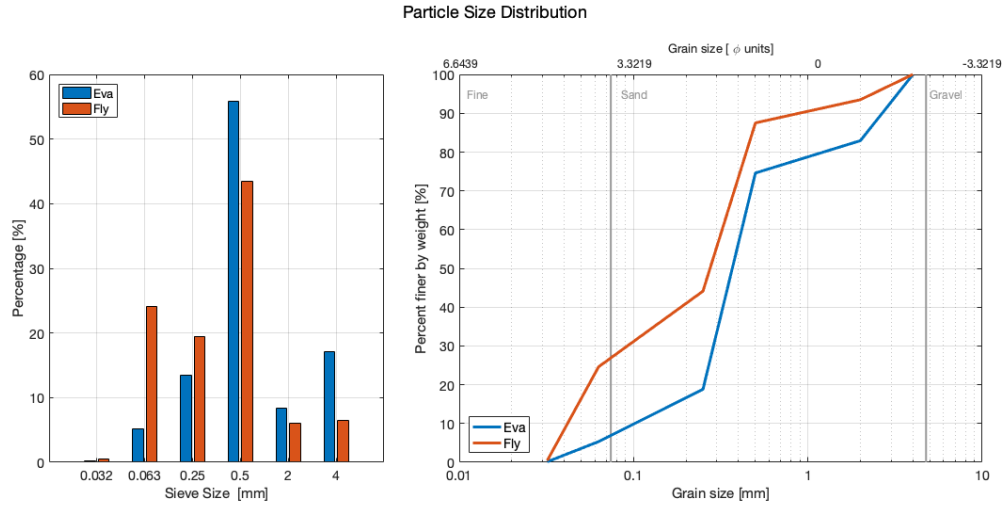 Particle Size Distribution
Percentage [%]
60
50
40
30
20
10
0
Eva
Fly
0.032 0.063 0.25 0.5 2 4
Sieve Size [mm]
Grain size [ ϕ units]
6.6439 3.3219 0 -3.3219
Percent finer by weight [%]
100
90
80
70
60
50
40
30
20
10
0
Fine Sand Gravel
Eva
Fly
0.01 0.1 1 10
Grain size [mm]